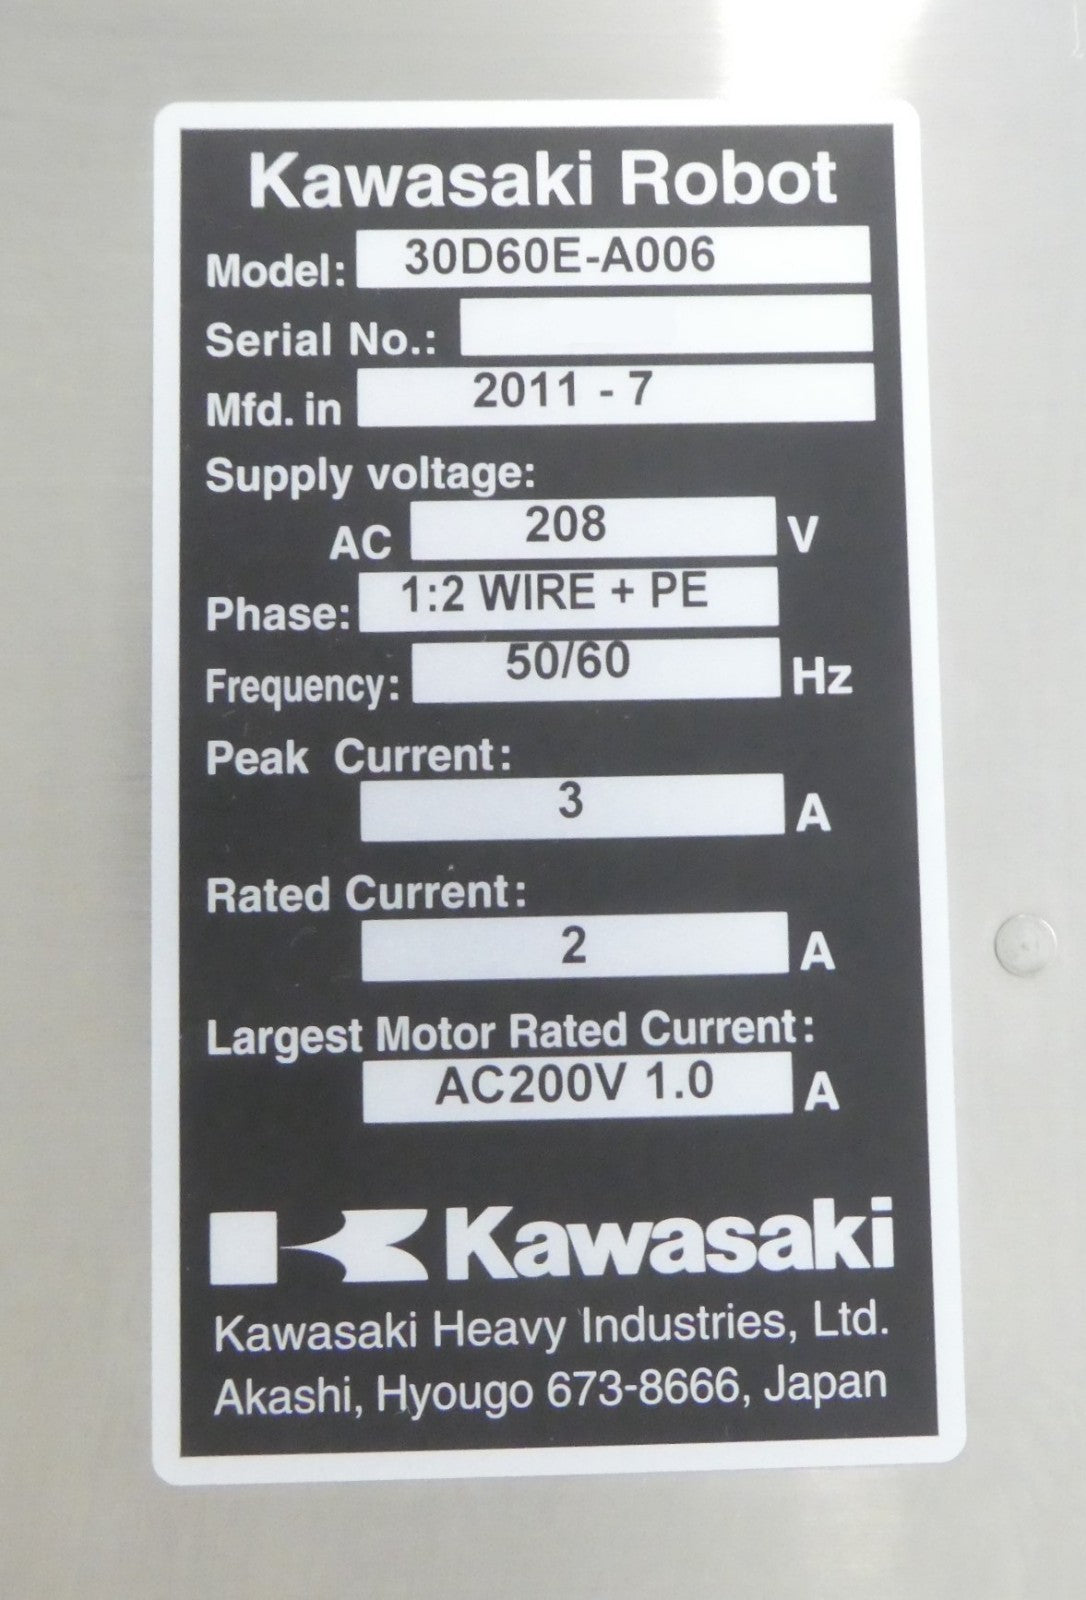 Kawasaki Robot
Model: 30D60E-A006
Serial No.:
Mfd. in 2011 - 7
Supply voltage:
AC 208 V
Phase: 1:2 WIRE + PE
Frequency: 50/60 Hz
Peak Current:
3 A
Rated Current:
2 A
Largest Motor Rated Current:
AC200V 1.0 A
Kawasaki
Kawasaki Heavy Industries, Ltd.
Akashi, Hyougo 673-8666, Japan